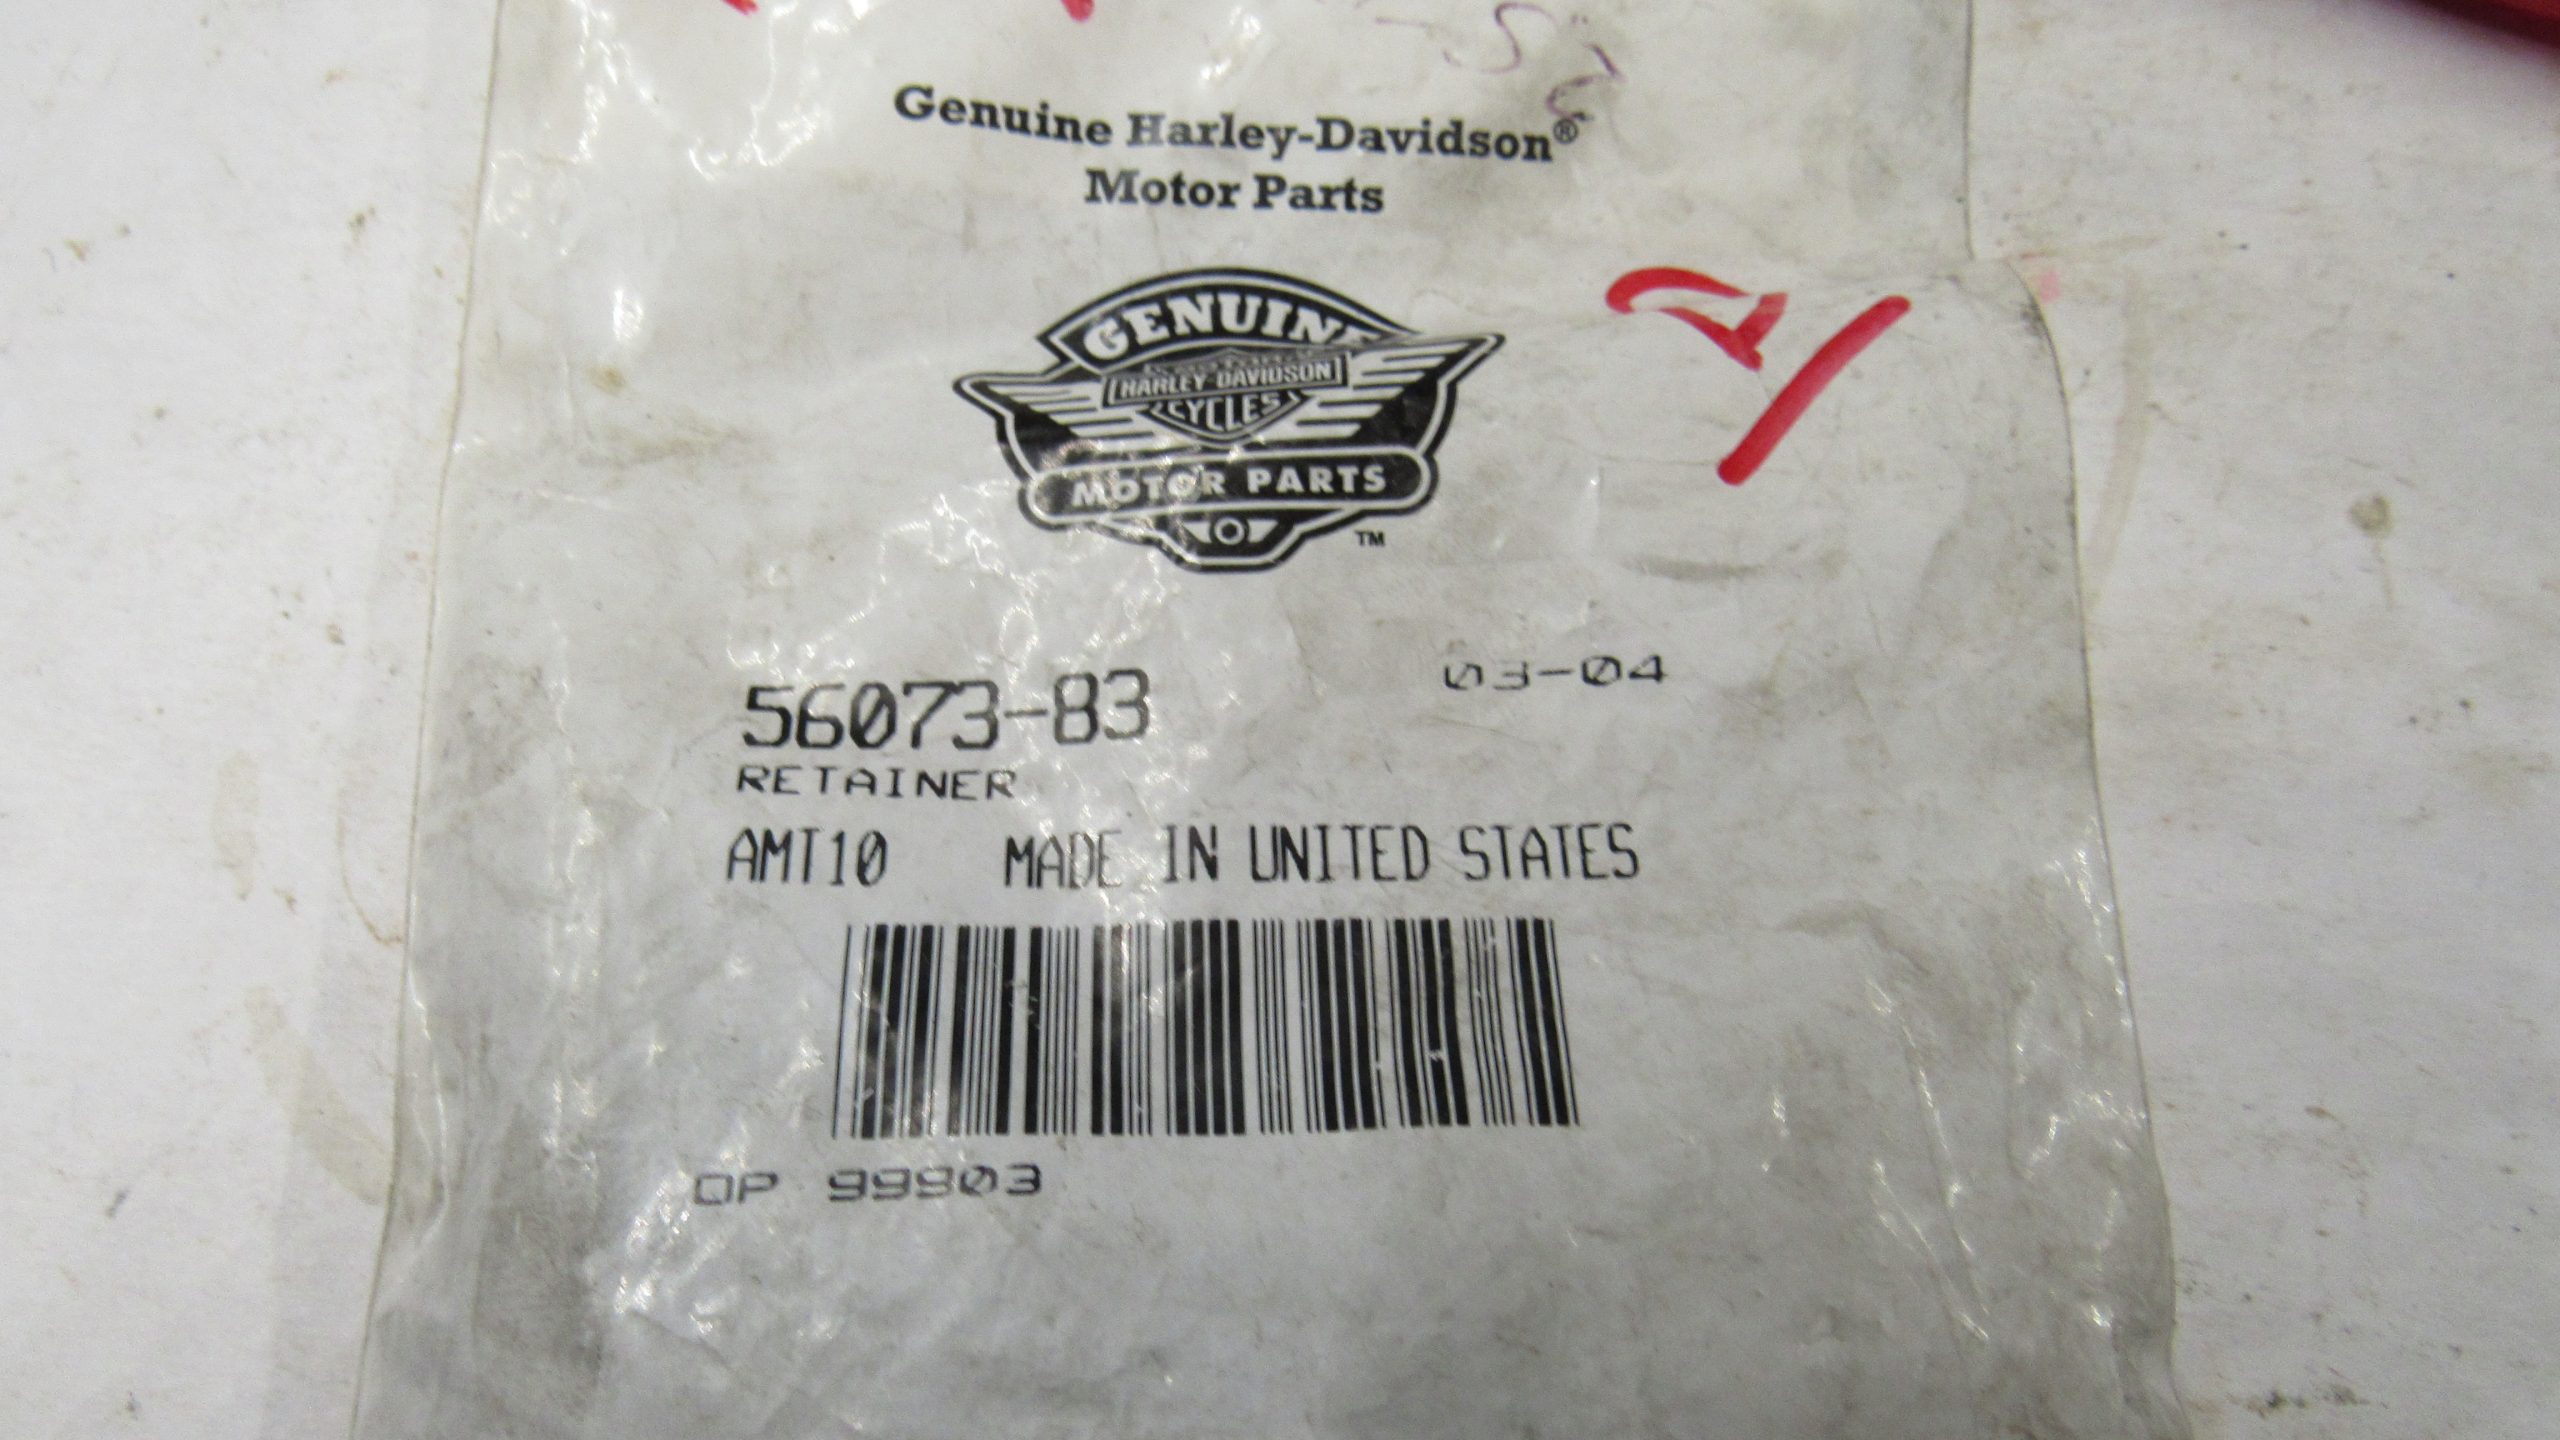 Genuine Harley-Davidson®
Motor Parts
GENUINE
HARLEY-DAVIDSON
CYCLES
MOTOR PARTS
™
56073-83 03-04
RETAINER
AMT10 MADE IN UNITED STATES
OP 99903